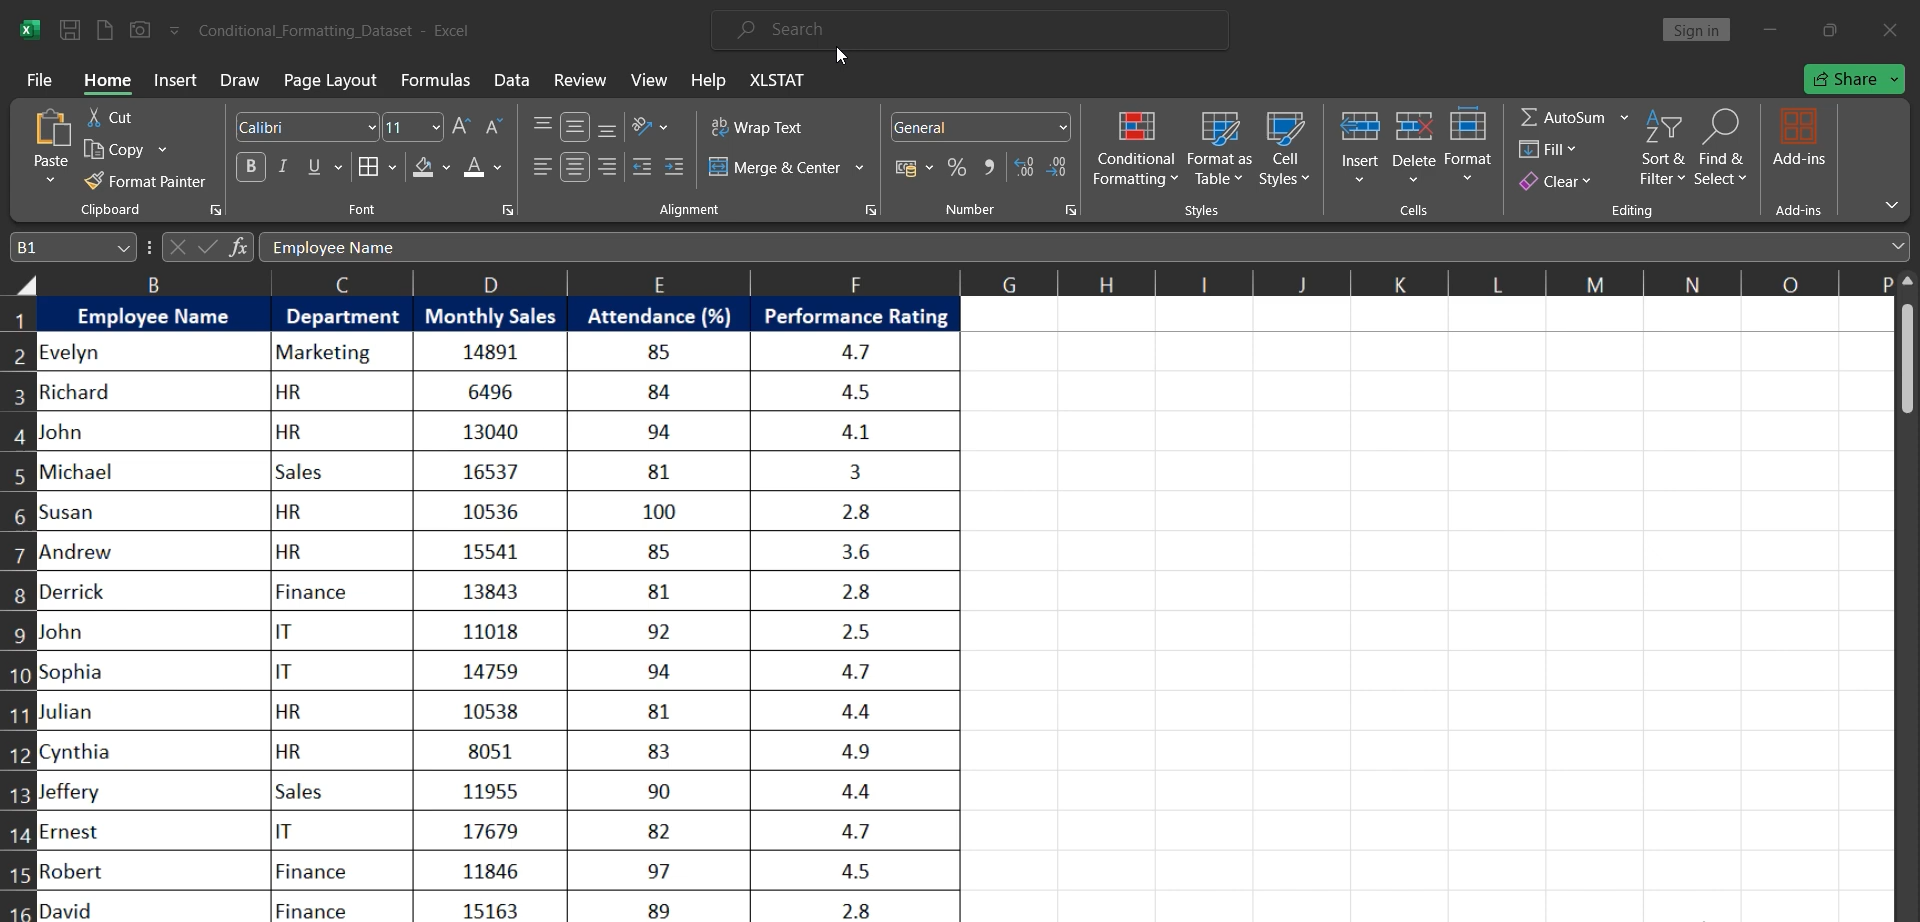 Conditional_Formatting_Dataset - Excel
Search
Sign in
File Home Insert Draw Page Layout Formulas Data Review View Help XLSTAT
Share
Paste
Cut
Copy
Format Painter
Clipboard
Calibri 11
B I U
Font
Wrap Text
Merge & Center
Alignment
General
Number
Conditional Formatting
Format as Table
Cell Styles
Styles
Insert
Delete
Format
Cells
AutoSum
Fill
Clear
Sort & Filter
Find & Select
Editing
Add-ins
Add-ins
B1 fx Employee Name
B C D E F G H I J K L M N O P
1 Employee Name Department Monthly Sales Attendance (%) Performance Rating
2 Evelyn Marketing 14891 85 4.7
3 Richard HR 6496 84 4.5
4 John HR 13040 94 4.1
5 Michael Sales 16537 81 3
6 Susan HR 10536 100 2.8
7 Andrew HR 15541 85 3.6
8 Derrick Finance 13843 81 2.8
9 John IT 11018 92 2.5
10 Sophia IT 14759 94 4.7
11 Julian HR 10538 81 4.4
12 Cynthia HR 8051 83 4.9
13 Jeffery Sales 11955 90 4.4
14 Ernest IT 17679 82 4.7
15 Robert Finance 11846 97 4.5
16 David Finance 15163 89 2.8